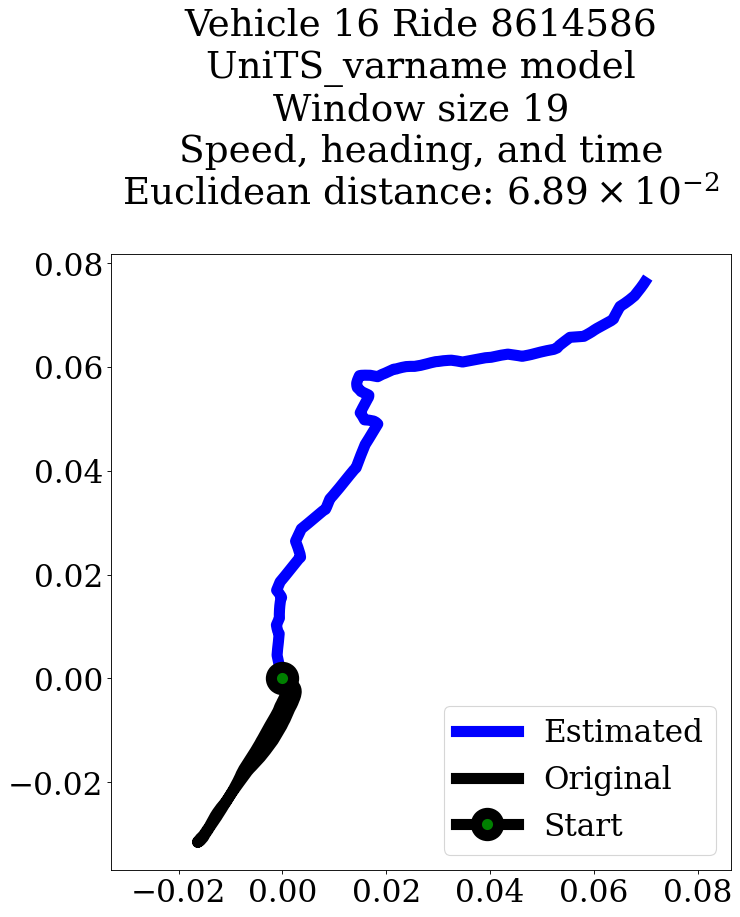 Vehicle 16 Ride 8614586
UniTS_varname model
Window size 19
Speed, heading, and time
Euclidean distance: 6.89 × 10⁻²
0.08
0.06
0.04
0.02
0.00
−0.02
Estimated
Original
Start
−0.02 0.00 0.02 0.04 0.06 0.08